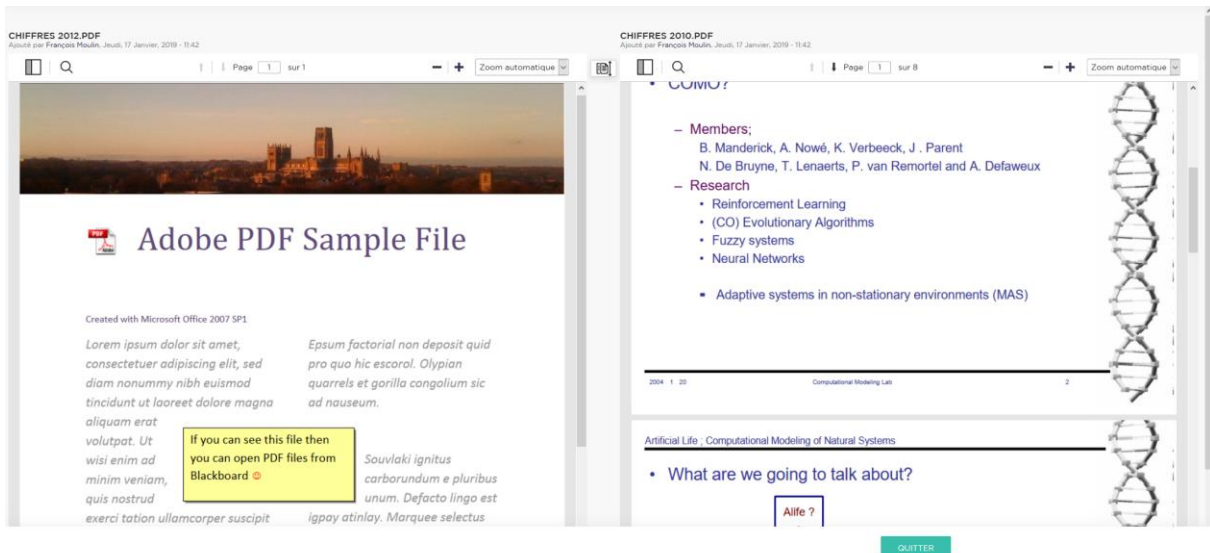 CHIFFRES 2012.PDF
Ajouté par François Moulin, Jeudi, 17 Janvier, 2019 - 11:42
Page 1 sur 1
Zoom automatique
PDF
Adobe PDF Sample File
Created with Microsoft Office 2007 SP1
Lorem ipsum dolor sit amet,
consectetuer adipiscing elit, sed
diam nonummy nibh euismod
tincidunt ut laoreet dolore magna
aliquam erat
volutpat. Ut
wisi enim ad
minim veniam,
quis nostrud
exerci tation ullamcorper suscipit
If you can see this file then
you can open PDF files from
Blackboard ☺
Epsum factorial non deposit quid
pro quo hic escorol. Olypian
quarrels et gorilla congolium sic
ad nauseum.
Souvlaki ignitus
carborundum e pluribus
unum. Defacto lingo est
igpay atinlay. Marquee selectus
CHIFFRES 2010.PDF
Ajouté par François Moulin, Jeudi, 17 Janvier, 2019 - 11:42
Page 1 sur 8
Zoom automatique
• COMO?
– Members;
B. Manderick, A. Nowé, K. Verbeeck, J . Parent
N. De Bruyne, T. Lenaerts, P. van Remortel and A. Defaweux
– Research
• Reinforcement Learning
• (CO) Evolutionary Algorithms
• Fuzzy systems
• Neural Networks
▪ Adaptive systems in non-stationary environments (MAS)
2004 1 20
Computational Modeling Lab
2
Artificial Life ; Computational Modeling of Natural Systems
• What are we going to talk about?
Alife ?
QUITTER